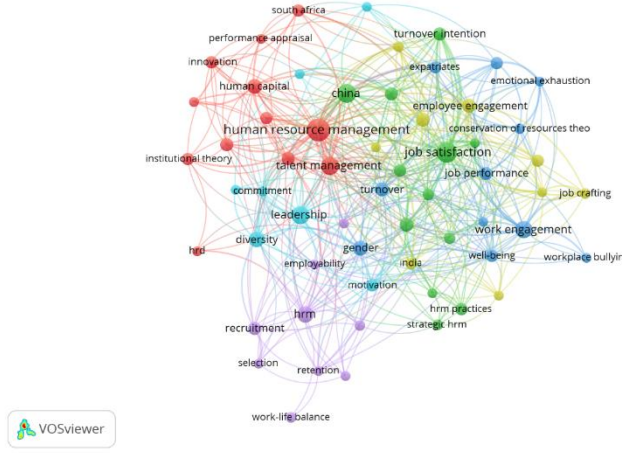 south africa
turnover intention
performance appraisal
innovation
expatriates
emotional exhaustion
human capital
china
employee engagement
human resource management
conservation of resources theo
institutional theory
talent management
job satisfaction
job performance
commitment
turnover
job crafting
leadership
work engagement
diversity
gender
hrd
employability
india
well-being
workplace bullyin
motivation
hrm
hrm practices
recruitment
strategic hrm
selection
retention
work-life balance
VOSviewer